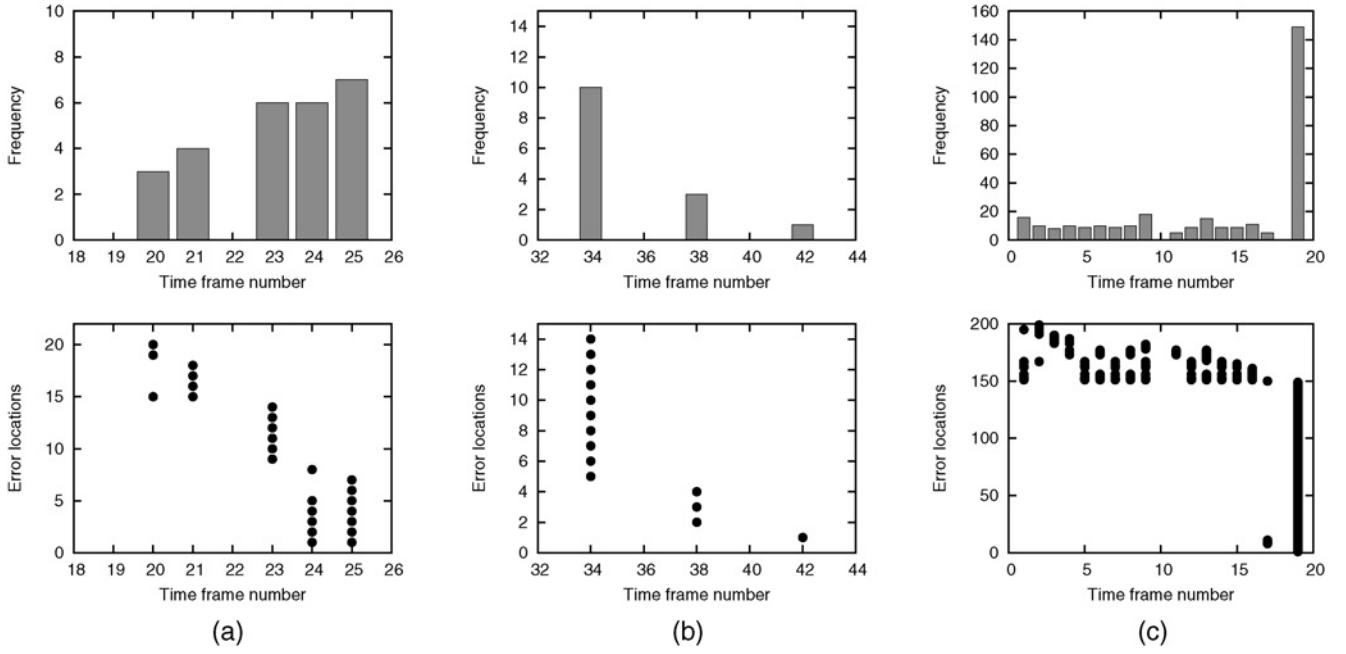 10
8
6
4
2
0
Frequency
18 19 20 21 22 23 24 25 26
Time frame number
14
12
10
8
6
4
2
0
Frequency
32 34 36 38 40 42 44
Time frame number
160
140
120
100
80
60
40
20
0
Frequency
0 5 10 15 20
Time frame number
20
15
10
5
0
Error locations
18 19 20 21 22 23 24 25 26
Time frame number
(a)
14
12
10
8
6
4
2
0
Error locations
32 34 36 38 40 42 44
Time frame number
(b)
200
150
100
50
0
Error locations
0 5 10 15 20
Time frame number
(c)